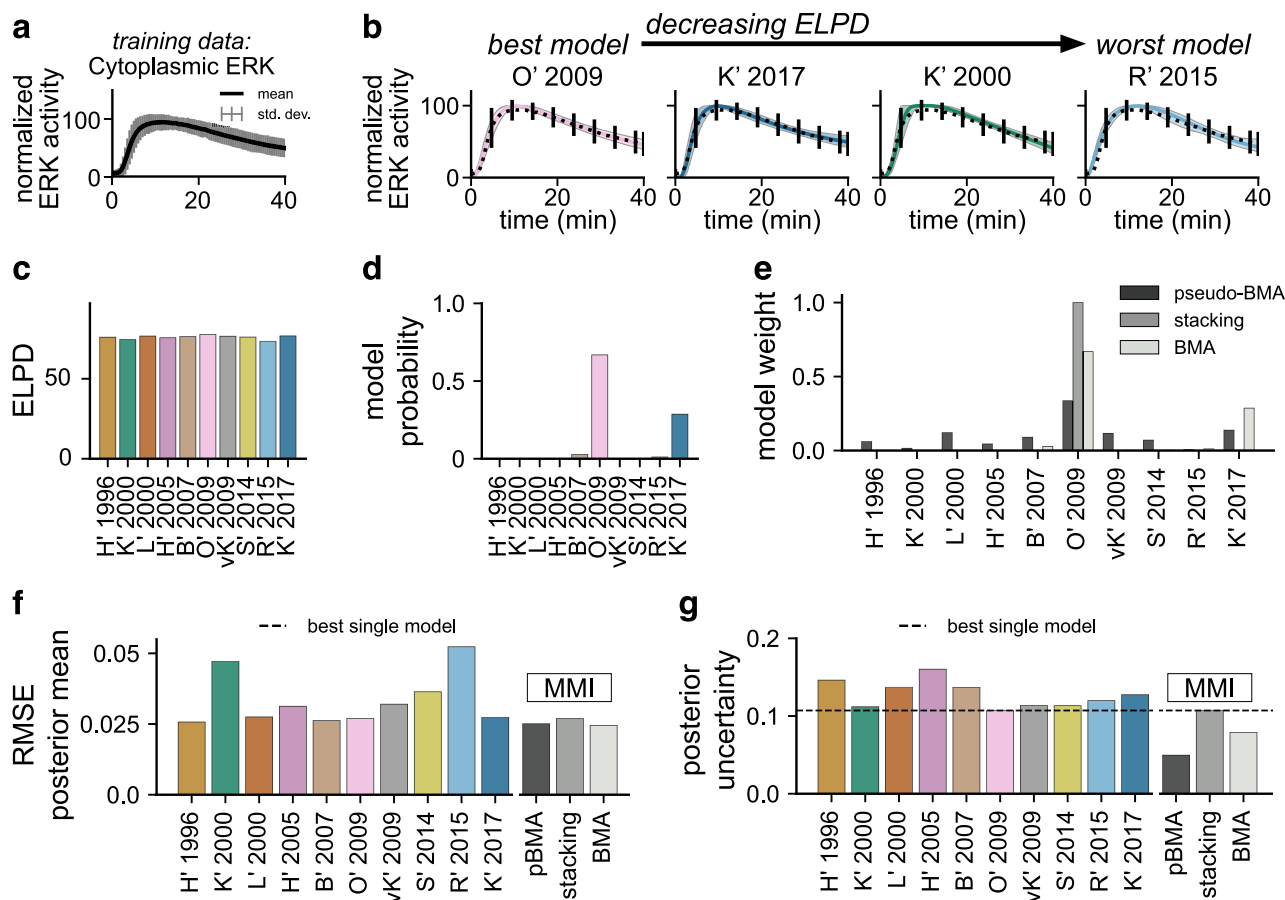 a
training data:
Cytoplasmic ERK
mean
std. dev.
normalized
ERK activity
100
0
0
20
40
b
decreasing ELPD
best model
worst model
O' 2009
K' 2017
K' 2000
R' 2015
normalized
ERK activity
100
0
0 20 40
0 20 40
0 20 40
0 20 40
time (min)
time (min)
time (min)
time (min)
c
ELPD
50
0
H' 1996
K' 2000
L' 2000
H' 2005
B' 2007
O' 2009
vK' 2009
S' 2014
R' 2015
K' 2017
d
model
probability
1.0
0.5
0
H' 1996
K' 2000
L' 2000
H' 2005
B' 2007
O' 2009
vK' 2009
S' 2014
R' 2015
K' 2017
e
model weight
1.0
0.5
0.0
pseudo-BMA
stacking
BMA
H' 1996
K' 2000
L' 2000
H' 2005
B' 2007
O' 2009
vK' 2009
S' 2014
R' 2015
K' 2017
f
best single model
RMSE
posterior mean
0.05
0.025
0.0
MMI
H' 1996
K' 2000
L' 2000
H' 2005
B' 2007
O' 2009
vK' 2009
S' 2014
R' 2015
K' 2017
pBMA
stacking
BMA
g
best single model
posterior
uncertainty
0.2
0.1
0.0
MMI
H' 1996
K' 2000
L' 2000
H' 2005
B' 2007
O' 2009
vK' 2009
S' 2014
R' 2015
K' 2017
pBMA
stacking
BMA